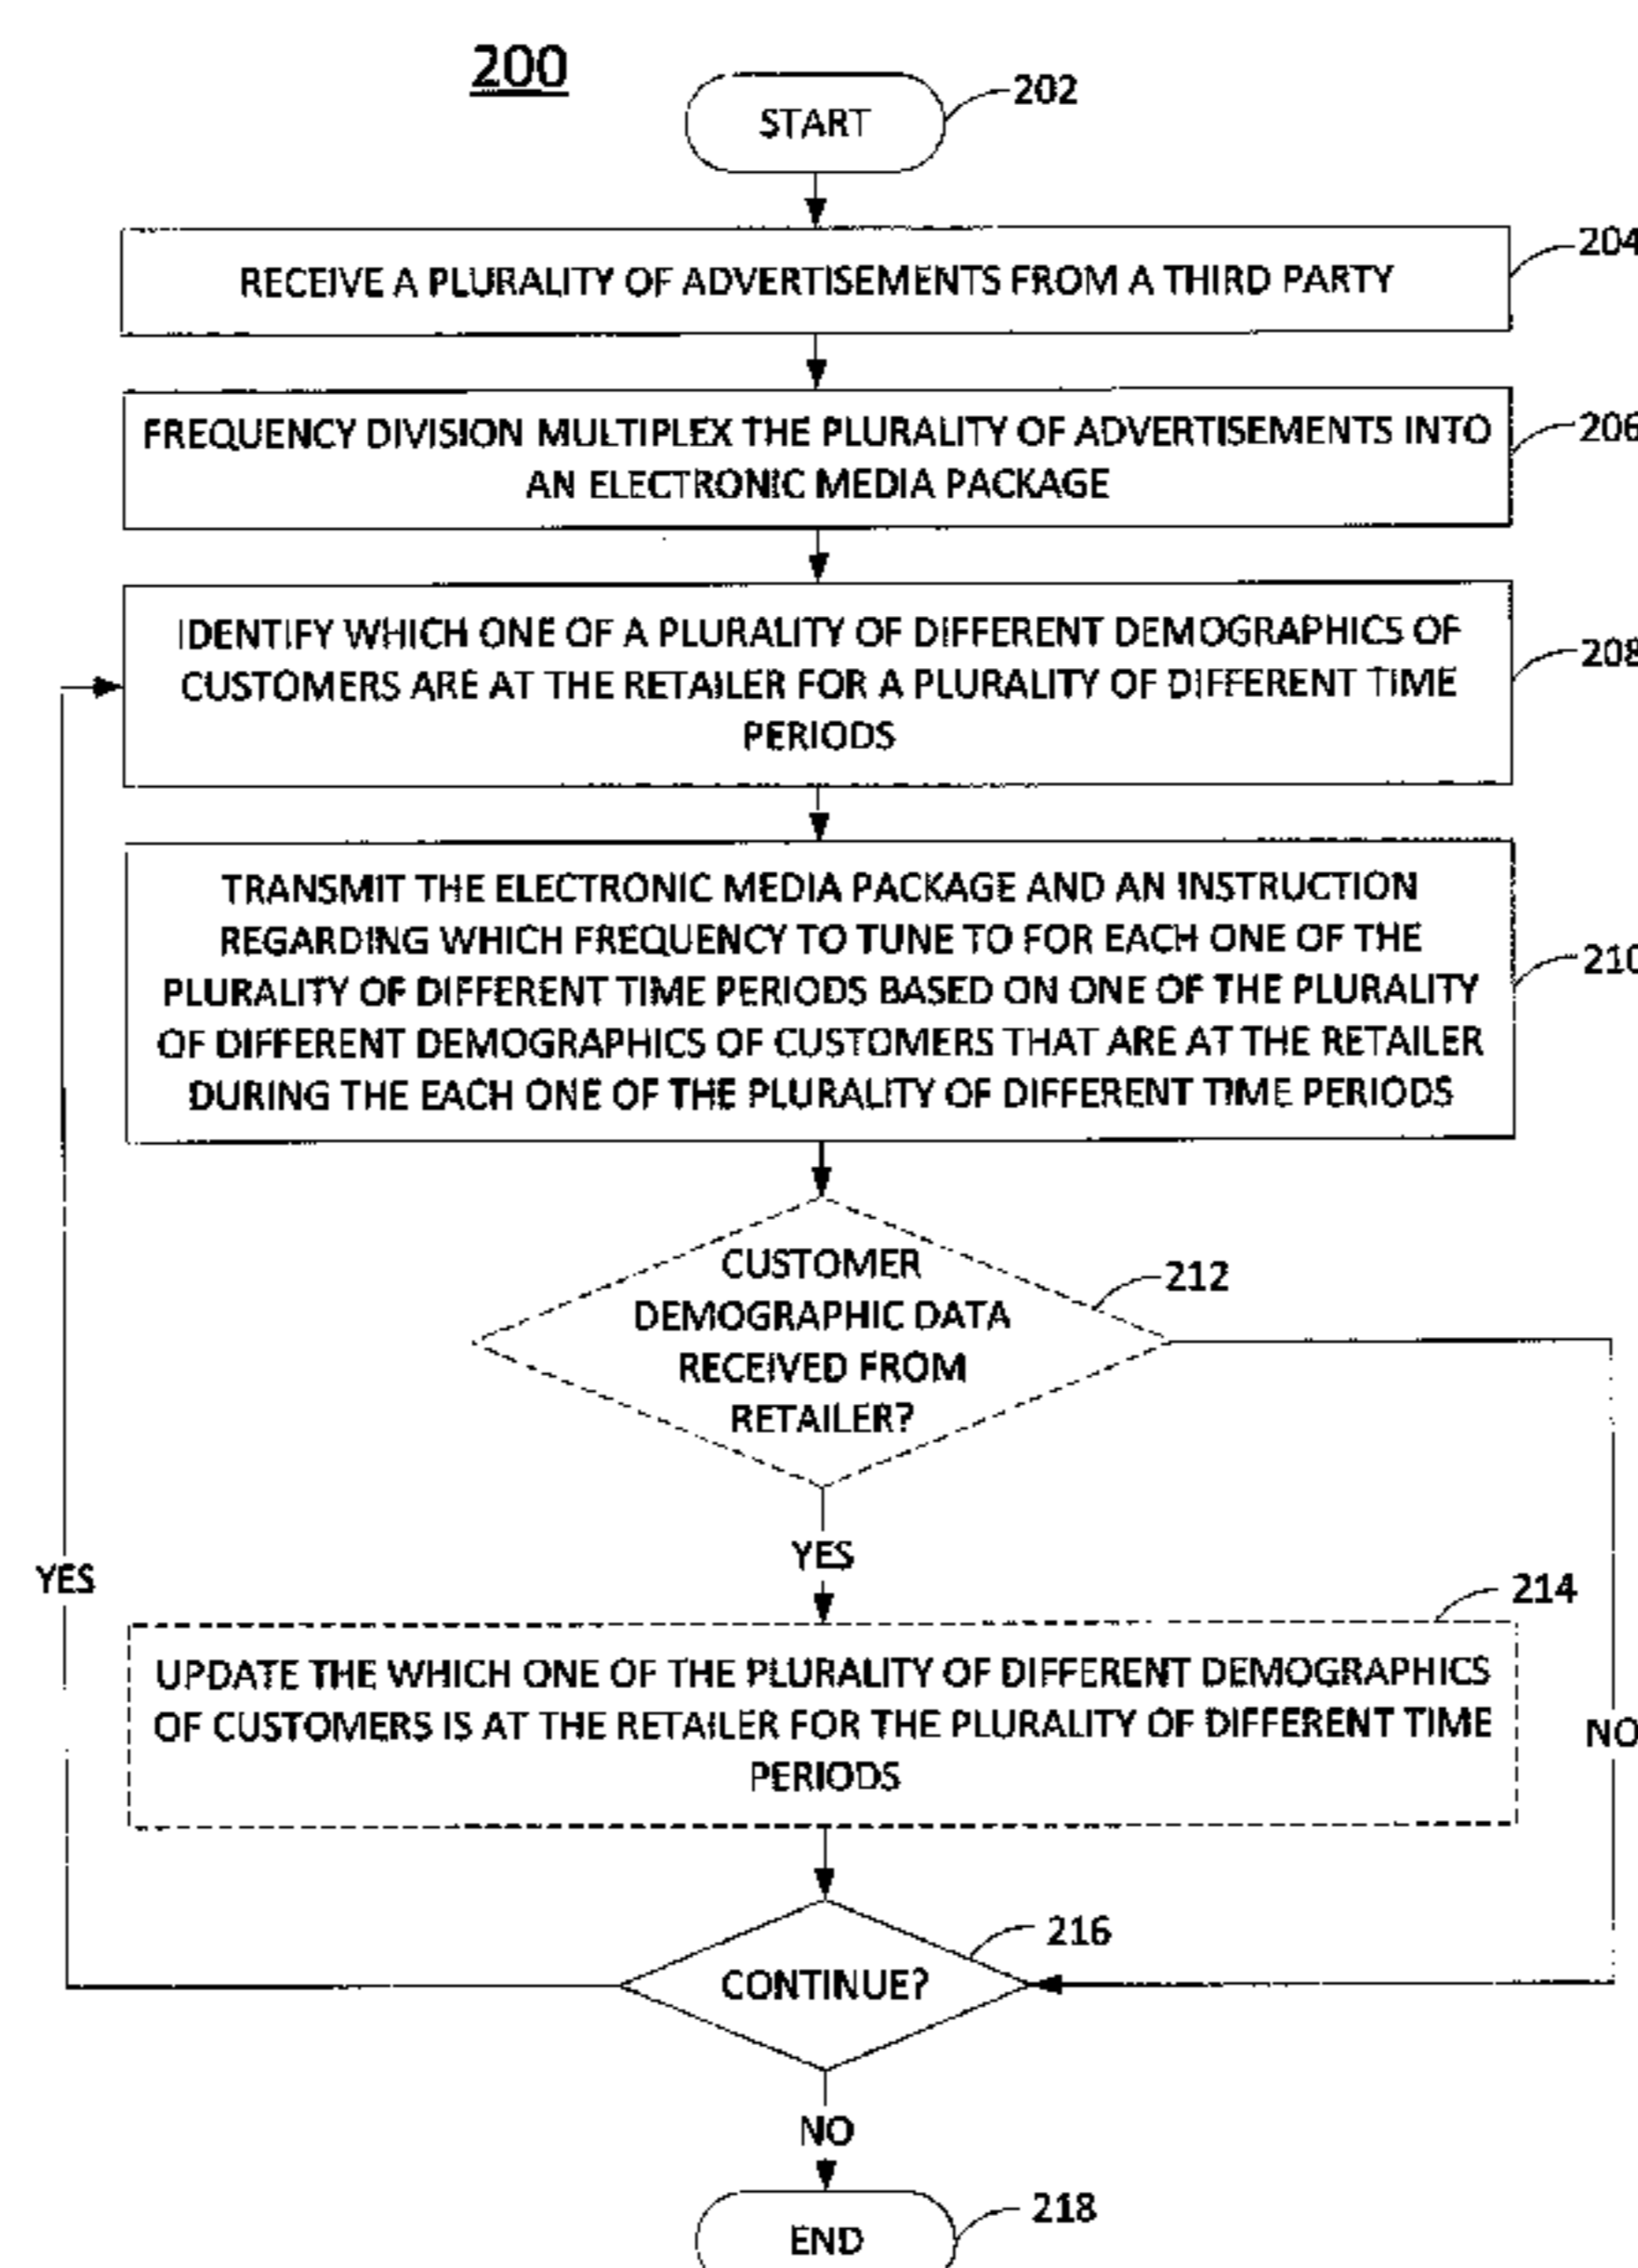 200
START
202
RECEIVE A PLURALITY OF ADVERTISEMENTS FROM A THIRD PARTY
204
FREQUENCY DIVISION MULTIPLEX THE PLURALITY OF ADVERTISEMENTS INTO
AN ELECTRONIC MEDIA PACKAGE
206
IDENTIFY WHICH ONE OF A PLURALITY OF DIFFERENT DEMOGRAPHICS OF
CUSTOMERS ARE AT THE RETAILER FOR A PLURALITY OF DIFFERENT TIME
PERIODS
208
TRANSMIT THE ELECTRONIC MEDIA PACKAGE AND AN INSTRUCTION
REGARDING WHICH FREQUENCY TO TUNE TO FOR EACH ONE OF THE
PLURALITY OF DIFFERENT TIME PERIODS BASED ON ONE OF THE PLURALITY
OF DIFFERENT DEMOGRAPHICS OF CUSTOMERS THAT ARE AT THE RETAILER
DURING THE EACH ONE OF THE PLURALITY OF DIFFERENT TIME PERIODS
210
CUSTOMER
DEMOGRAPHIC DATA
RECEIVED FROM
RETAILER?
212
YES
YES
214
UPDATE THE WHICH ONE OF THE PLURALITY OF DIFFERENT DEMOGRAPHICS
OF CUSTOMERS IS AT THE RETAILER FOR THE PLURALITY OF DIFFERENT TIME
PERIODS
NO
216
CONTINUE?
NO
218
END